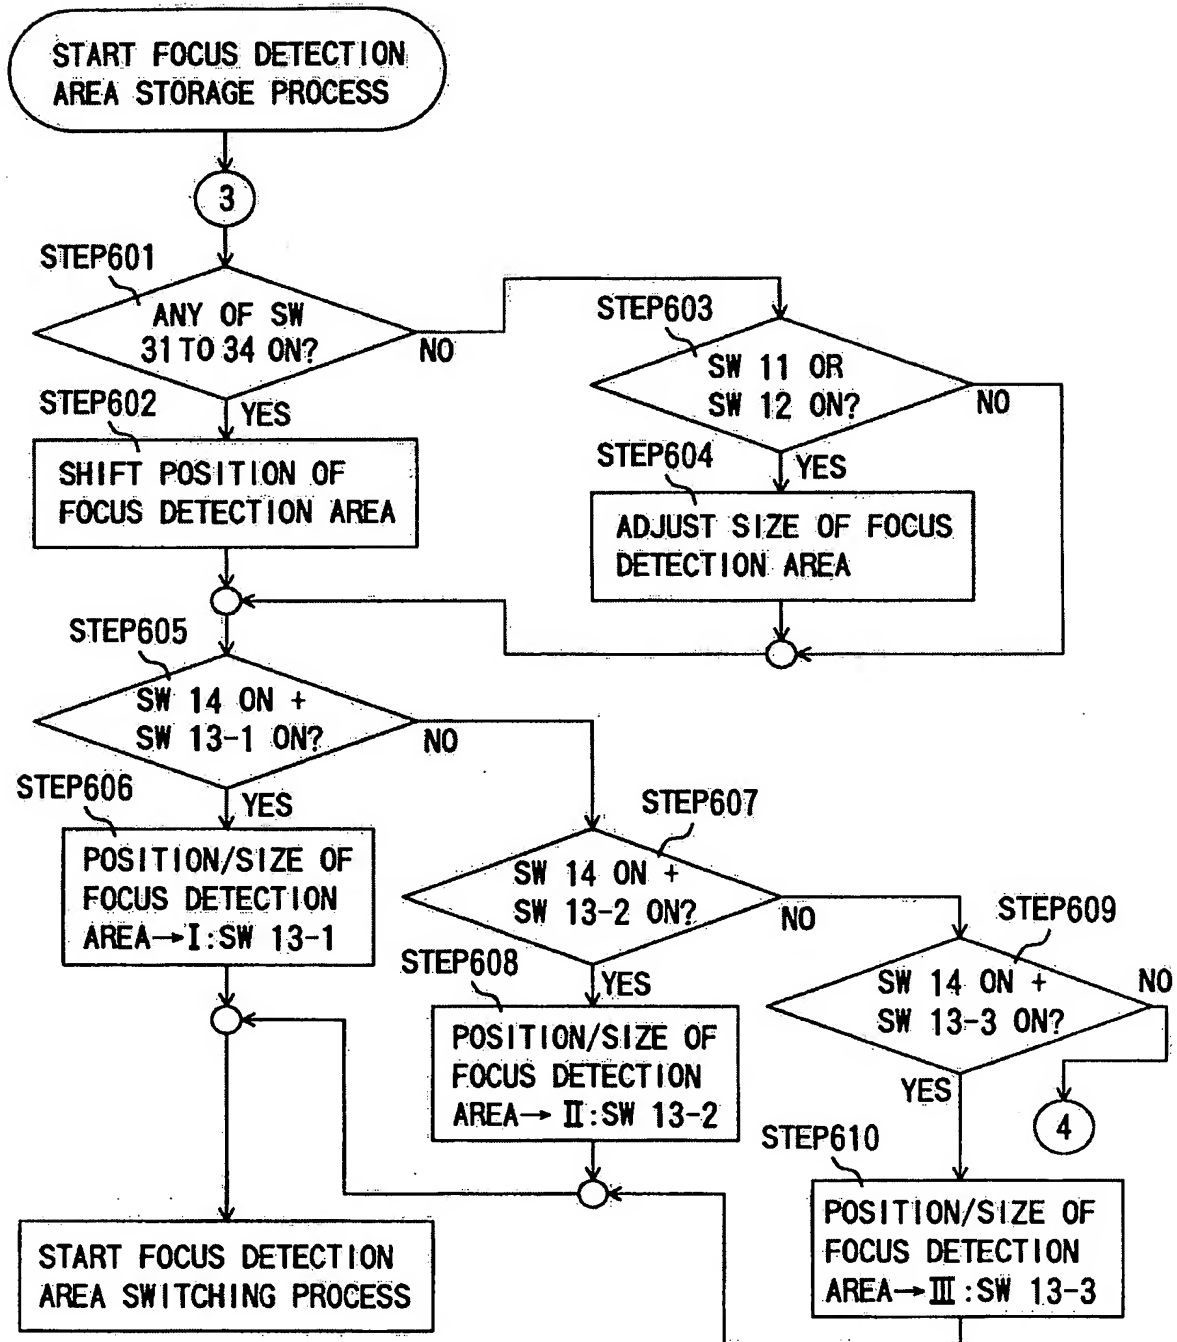 START FOCUS DETECTION
AREA STORAGE PROCESS
3
STEP601
ANY OF SW
31 TO 34 ON?
NO
YES
STEP603
SW 11 OR
SW 12 ON?
NO
YES
STEP602
SHIFT POSITION OF
FOCUS DETECTION AREA
STEP604
ADJUST SIZE OF FOCUS
DETECTION AREA
STEP605
SW 14 ON +
SW 13-1 ON?
NO
YES
STEP606
POSITION/SIZE OF
FOCUS DETECTION
AREA→I:SW 13-1
STEP607
SW 14 ON +
SW 13-2 ON?
NO
YES
STEP608
POSITION/SIZE OF
FOCUS DETECTION
AREA→II:SW 13-2
STEP609
SW 14 ON +
SW 13-3 ON?
NO
YES
4
STEP610
POSITION/SIZE OF
FOCUS DETECTION
AREA→III:SW 13-3
START FOCUS DETECTION
AREA SWITCHING PROCESS